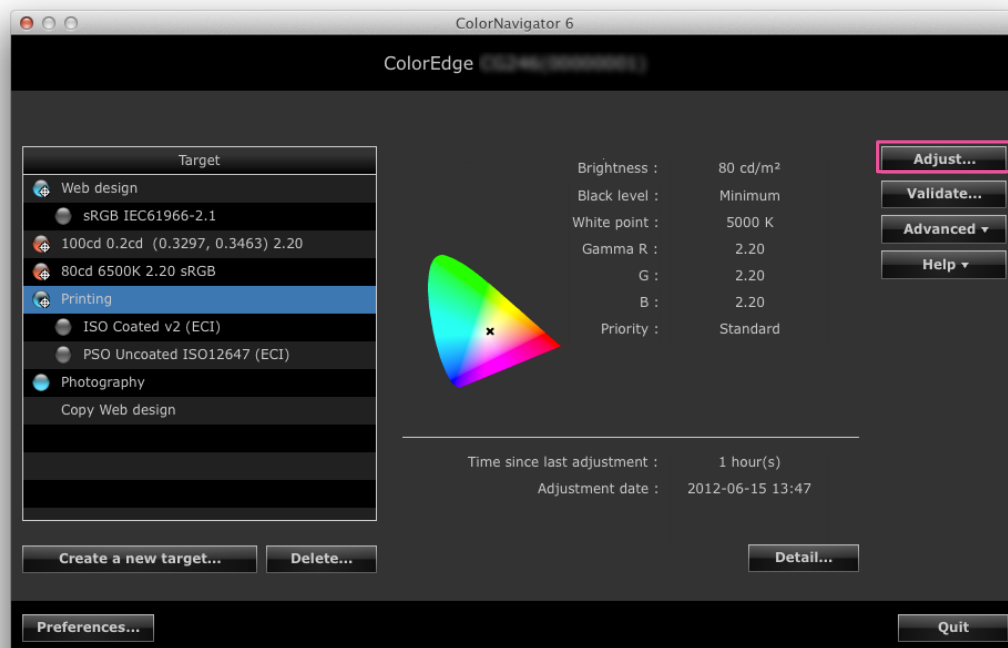 ColorNavigator 6
ColorEdge
Target
Web design
sRGB IEC61966-2.1
100cd 0.2cd (0.3297, 0.3463) 2.20
80cd 6500K 2.20 sRGB
Printing
ISO Coated v2 (ECI)
PSO Uncoated ISO12647 (ECI)
Photography
Copy Web design
Create a new target...
Delete...
Brightness : 80 cd/m²
Black level : Minimum
White point : 5000 K
Gamma R : 2.20
G : 2.20
B : 2.20
Priority : Standard
Time since last adjustment : 1 hour(s)
Adjustment date : 2012-06-15 13:47
Detail...
Adjust...
Validate...
Advanced ▾
Help ▾
Preferences...
Quit